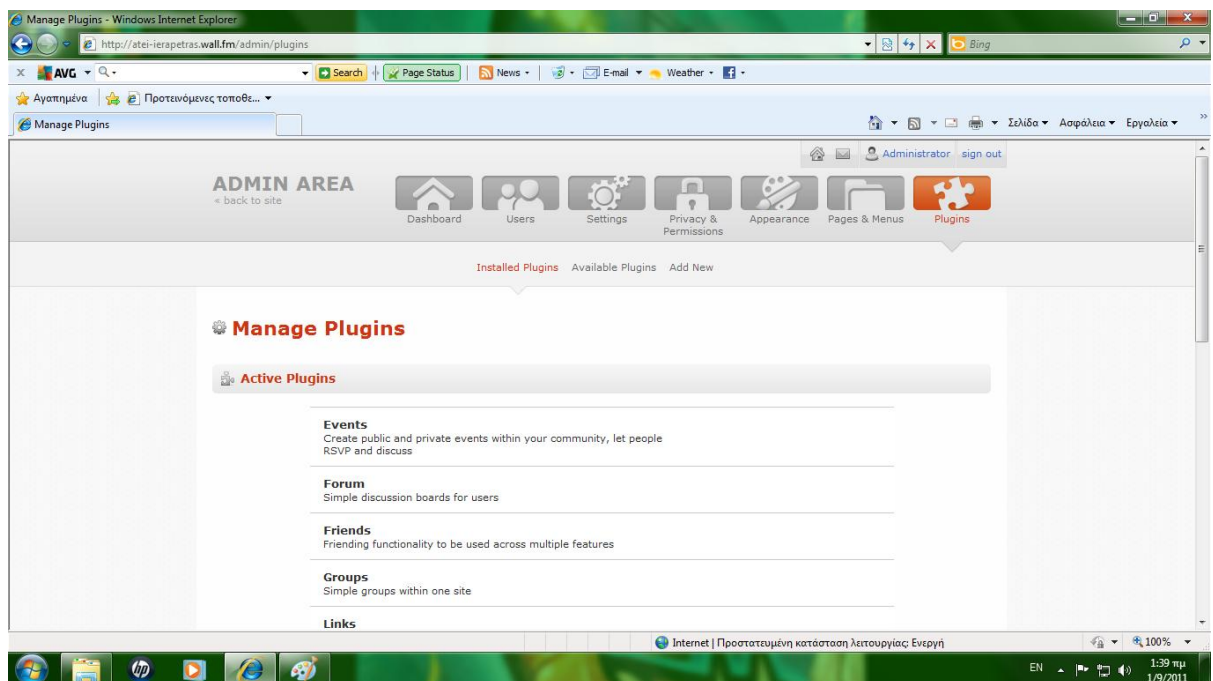 Manage Plugins - Windows Internet Explorer
http://atei-ierapetras.wall.fm/admin/plugins
Bing
x AVG Search Page Status News E-mail Weather
Αγαπημένα Προτεινόμενες τοποθε...
Manage Plugins
Σελίδα Ασφάλεια Εργαλεία »
Administrator sign out
ADMIN AREA
< back to site
Dashboard Users Settings Privacy & Permissions Appearance Pages & Menus Plugins
Installed Plugins Available Plugins Add New
Manage Plugins
Active Plugins
Events
Create public and private events within your community, let people
RSVP and discuss
Forum
Simple discussion boards for users
Friends
Friending functionality to be used across multiple features
Groups
Simple groups within one site
Links
Internet | Προστατευμένη κατάσταση λειτουργίας: Ενεργή 100%
EN 1:39 πμ
1/9/2011